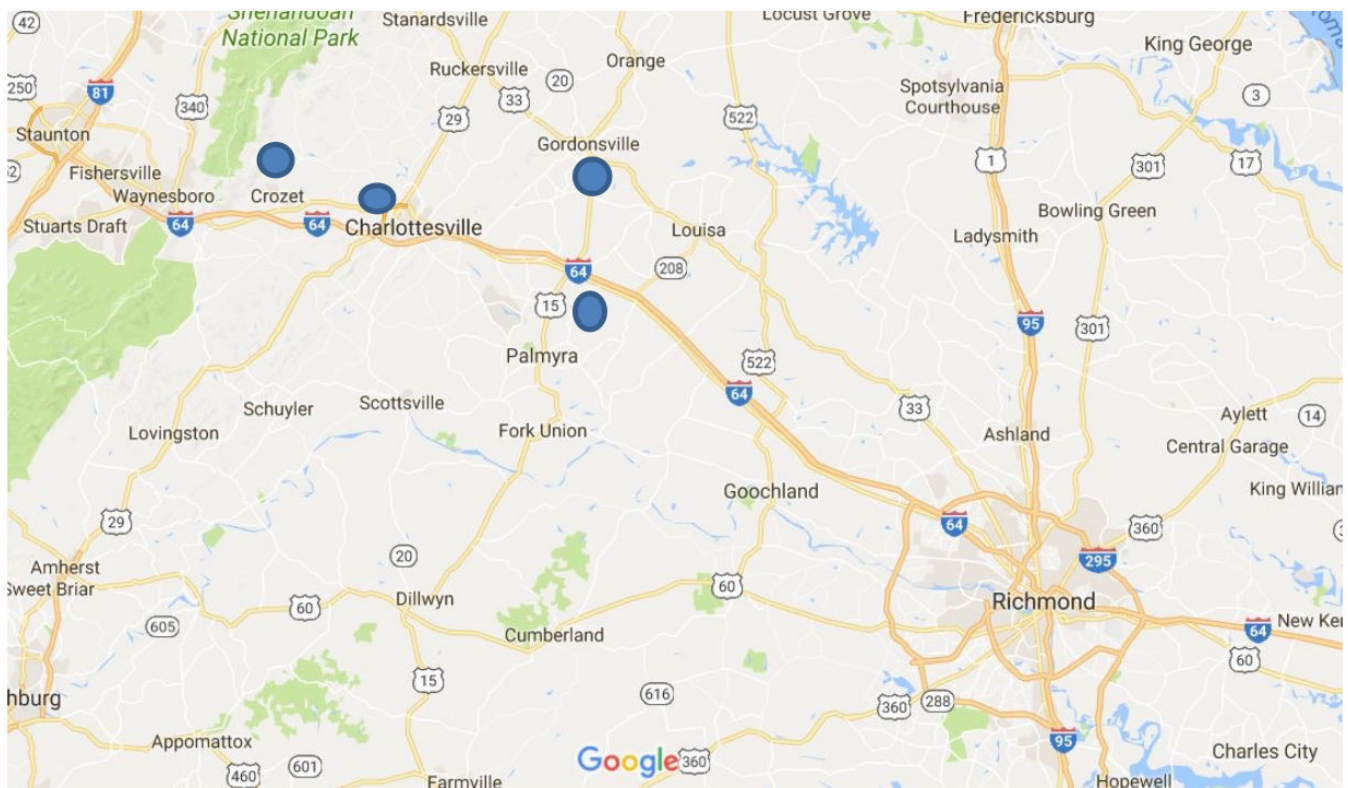 42
Shenandoah
National Park
Stanardsville
Locust Grove
Fredericksburg
King George
Ruckersville
20
Orange
250
81
340
33
29
522
Spotsylvania
Courthouse
3
Staunton
Gordonsville
1
301
17
Fishersville
Waynesboro
Crozet
Bowling Green
Stuarts Draft
64
64
Charlottesville
Louisa
Ladysmith
64
208
15
95
301
Palmyra
522
64
Schuyler
Scottsville
33
Aylett
14
Lovingston
Fork Union
Ashland
Central Garage
Goochland
King William
29
64
360
20
295
Amherst
Sweet Briar
60
Dillwyn
60
Richmond
605
Cumberland
64
New Ke
60
15
616
360
288
hburg
Appomattox
95
Charles City
Google
360
460
601
Farmville
Hopewell